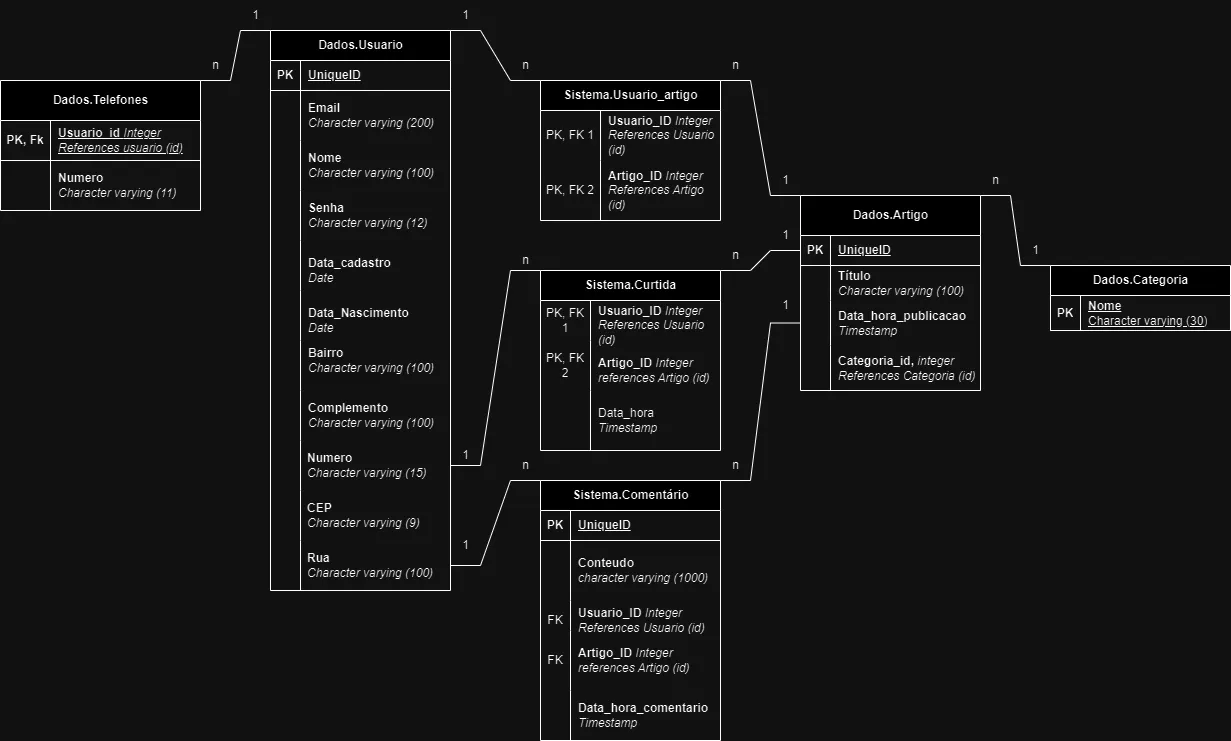 1
1
n
n
n
Dados.Usuario
PK
UniqueID
Email
Character varying (200)
Nome
Character varying (100)
Senha
Character varying (12)
Data_cadastro
Date
Data_Nascimento
Date
Bairro
Character varying (100)
Complemento
Character varying (100)
Numero
Character varying (15)
CEP
Character varying (9)
Rua
Character varying (100)
Dados.Telefones
PK, Fk
Usuario_id Integer
References usuario (id)
Numero
Character varying (11)
Sistema.Usuario_artigo
PK, FK 1
Usuario_ID Integer
References Usuario
(id)
PK, FK 2
Artigo_ID Integer
References Artigo
(id)
1
n
Dados.Artigo
PK
UniqueID
Título
Character varying (100)
Data_hora_publicacao
Timestamp
Categoria_id, integer
References Categoria (id)
1
Dados.Categoria
PK
Nome
Character varying (30)
1
n
n
Sistema.Curtida
PK, FK
1
Usuario_ID Integer
References Usuario
(id)
PK, FK
2
Artigo_ID Integer
references Artigo (id)
Data_hora
Timestamp
1
1
n
n
Sistema.Comentário
PK
UniqueID
1
Conteudo
character varying (1000)
FK
Usuario_ID Integer
References Usuario (id)
FK
Artigo_ID Integer
references Artigo (id)
Data_hora_comentario
Timestamp